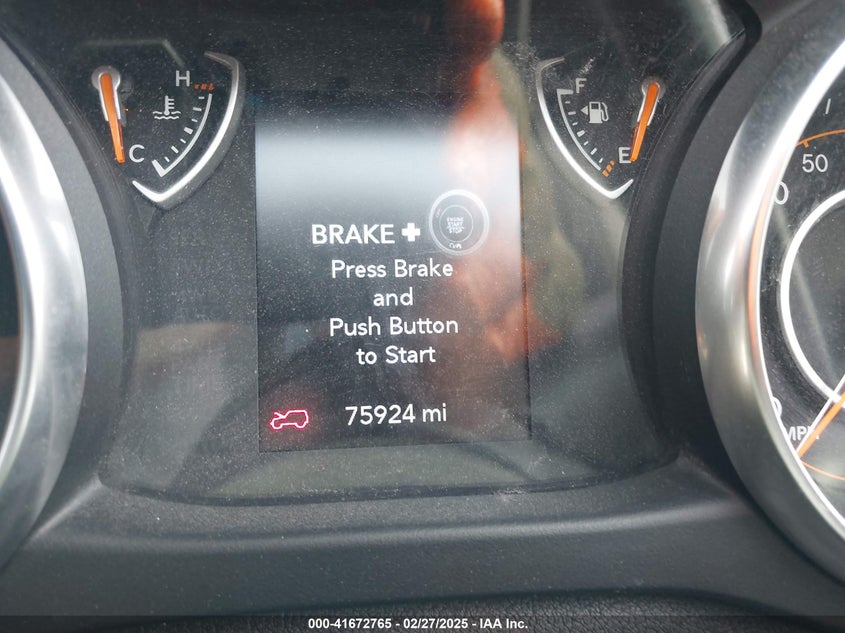 H
C
F
E
BRAKE +
ENGINE
START
STOP
Press Brake
and
Push Button
to Start
75924 mi
50
MPH
000-41672765 - 02/27/2025 - IAA Inc.